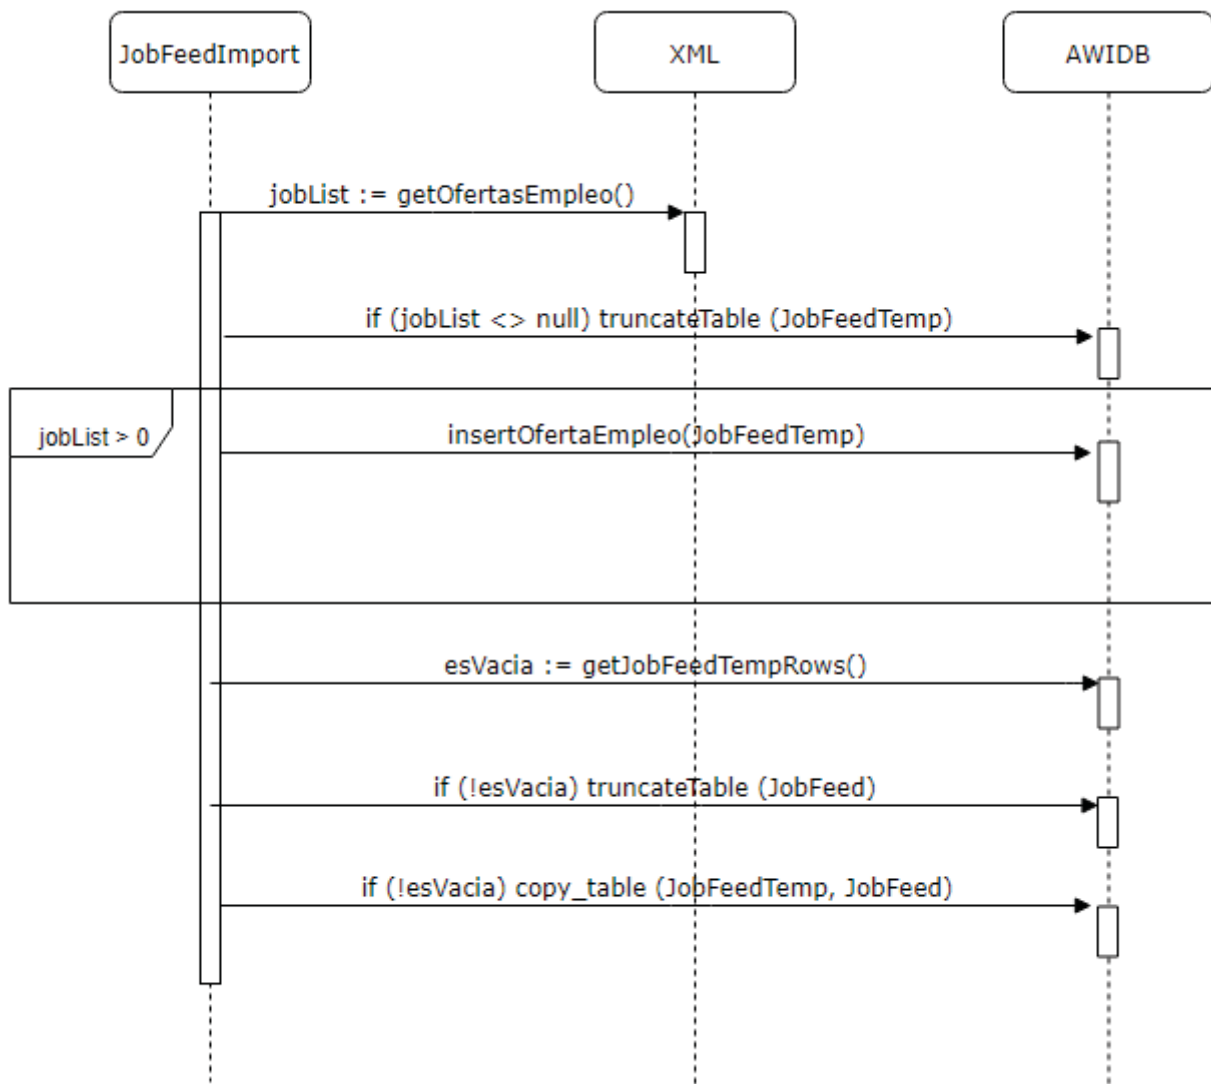 JobFeedImport
XML
AWIDB
jobList := getOfertasEmpleo()
if (jobList <> null) truncateTable (JobFeedTemp)
jobList > 0
insertOfertaEmpleo(JobFeedTemp)
esVacia := getJobFeedTempRows()
if (!esVacia) truncateTable (JobFeed)
if (!esVacia) copy_table (JobFeedTemp, JobFeed)